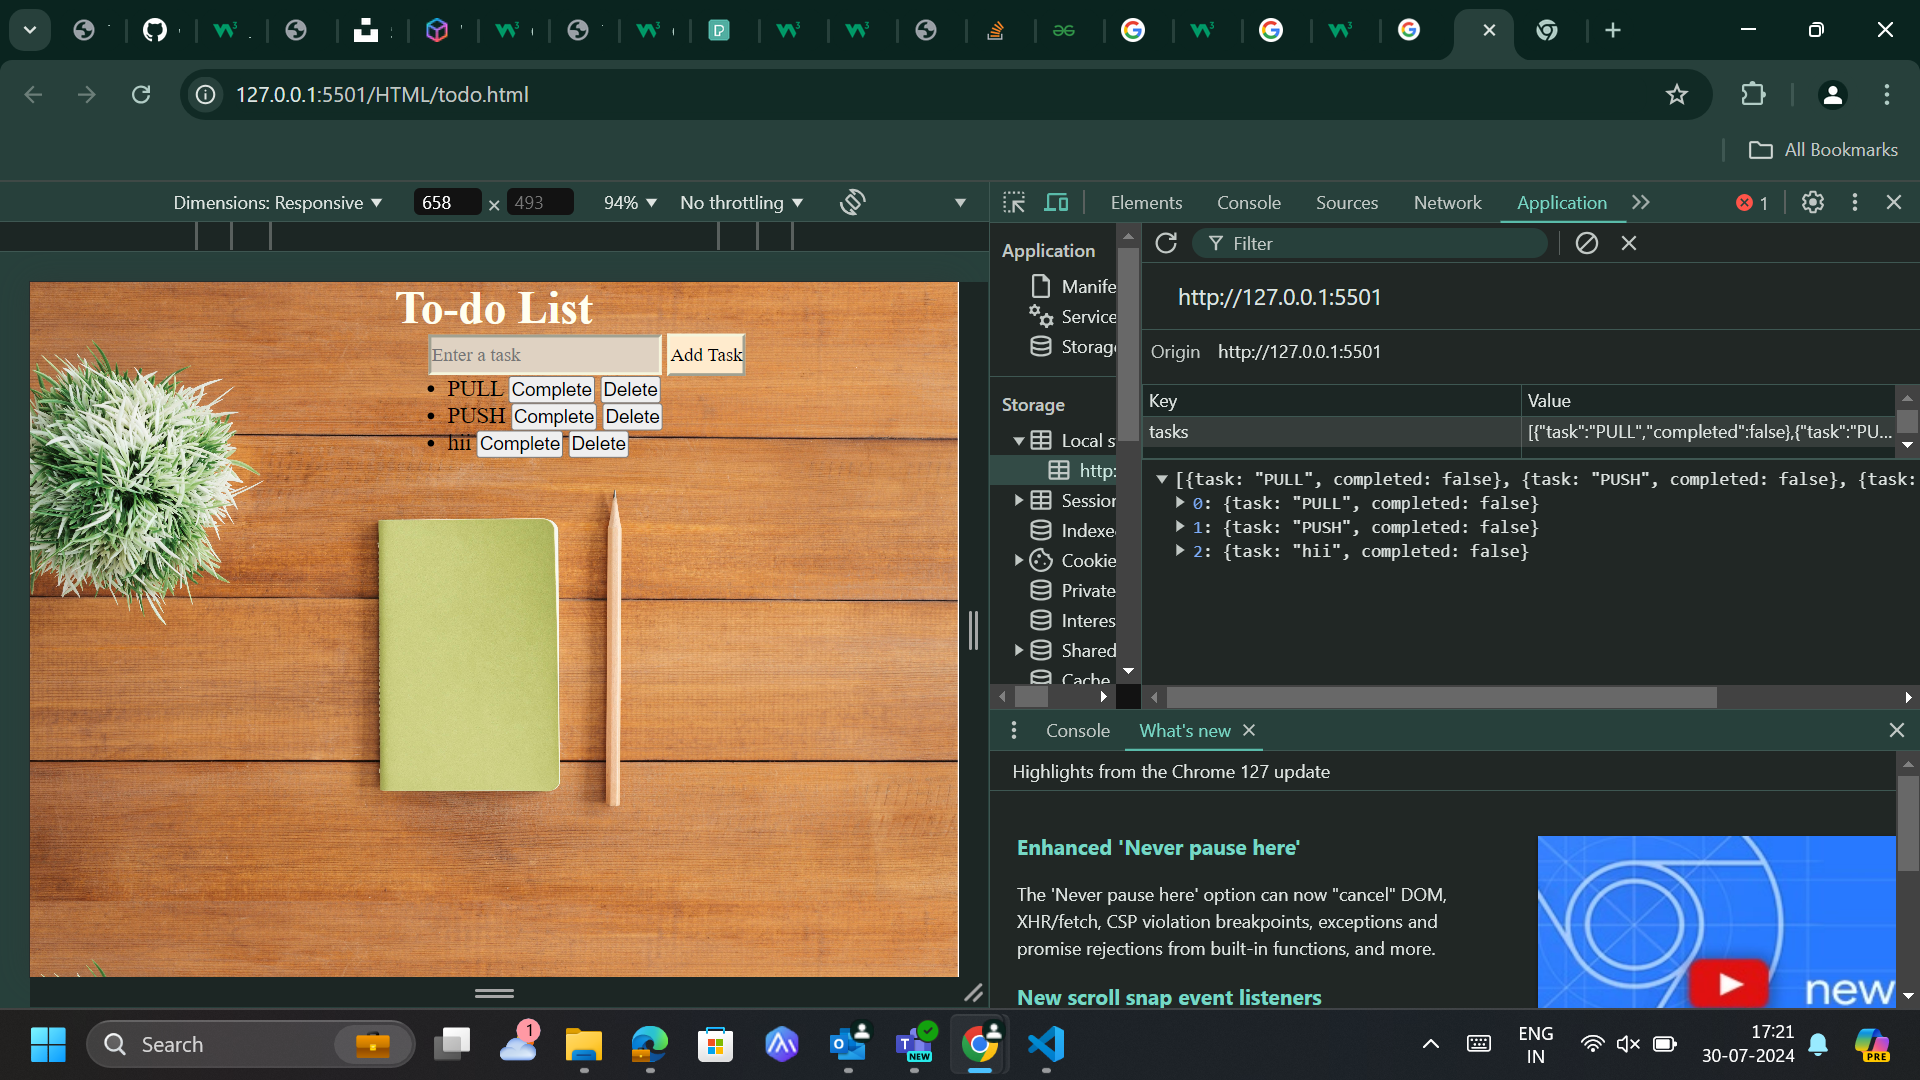 127.0.0.1:5501/HTML/todo.html
All Bookmarks
Dimensions: Responsive
658 × 493
94%
No throttling
Elements
Console
Sources
Network
Application
1
To-do List
Enter a task
Add Task
PULL Complete Delete
PUSH Complete Delete
hii Complete Delete
Application
Manife
Service
Storag
Storage
Local s
http:
Session
Indexe
Cookie
Private
Interes
Shared
Cache
Filter
http://127.0.0.1:5501
Origin http://127.0.0.1:5501
Key Value
tasks [{"task":"PULL","completed":false},{"task":"PU...
[{task: "PULL", completed: false}, {task: "PUSH", completed: false}, {task:
0: {task: "PULL", completed: false}
1: {task: "PUSH", completed: false}
2: {task: "hii", completed: false}
Console
What's new
Highlights from the Chrome 127 update
Enhanced 'Never pause here'
The 'Never pause here' option can now "cancel" DOM,
XHR/fetch, CSP violation breakpoints, exceptions and
promise rejections from built-in functions, and more.
New scroll snap event listeners
new
Search
1
NEW
ENG
IN
17:21
30-07-2024
PRE